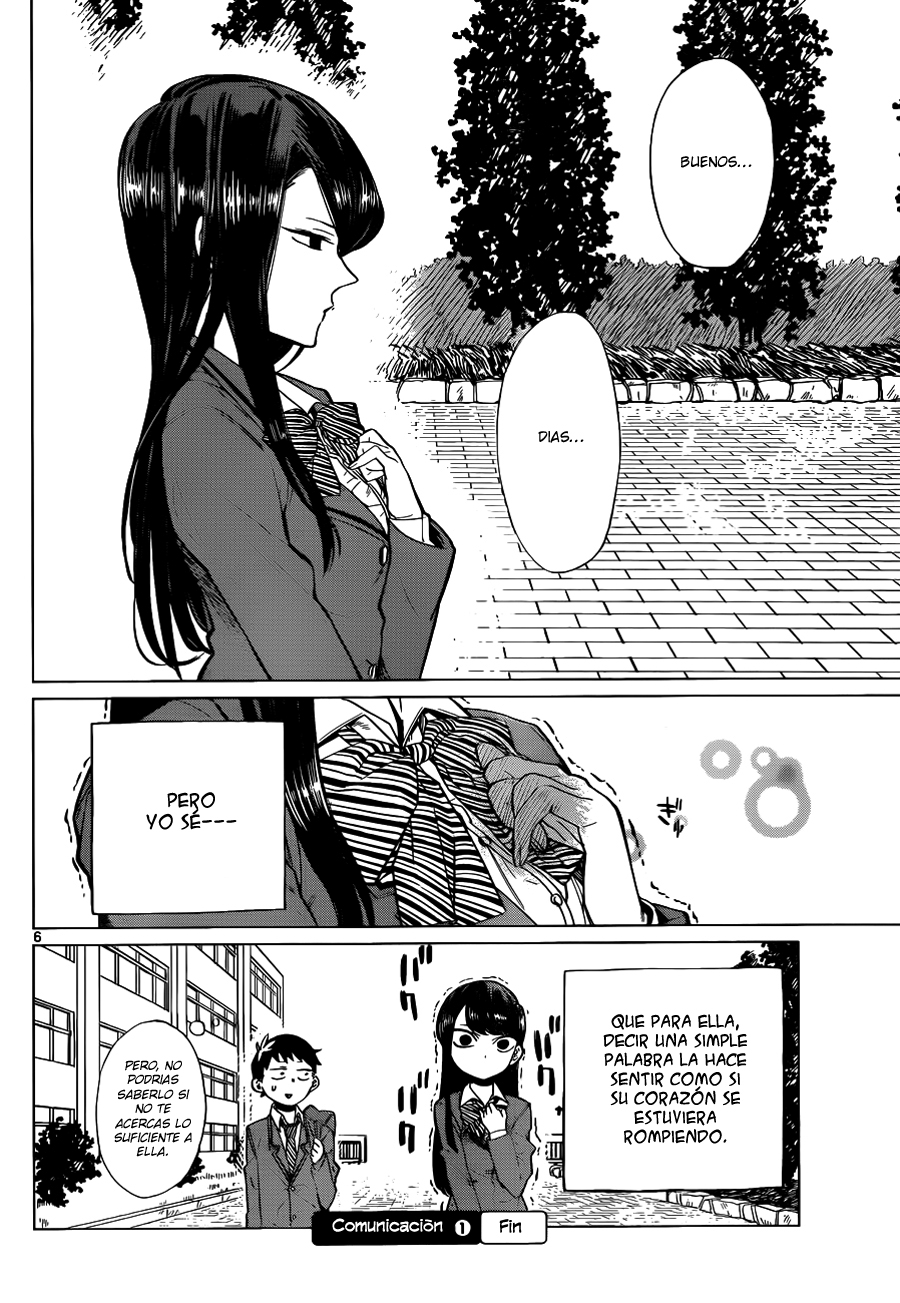 BUENOS...
DIAS...
PERO
YO SÉ---
ギ
6
QUE PARA ELLA,
DECIR UNA SIMPLE
PALABRA LA HACE
SENTIR COMO SI
SU CORAZÓN SE
ESTUVIERA
ROMPIENDO.
PERO, NO
PODRIAS
SABERLO SI
NO TE
ACERCAS LO
SUFICIENTE A
ELLA.
Comunicación 1 Fin